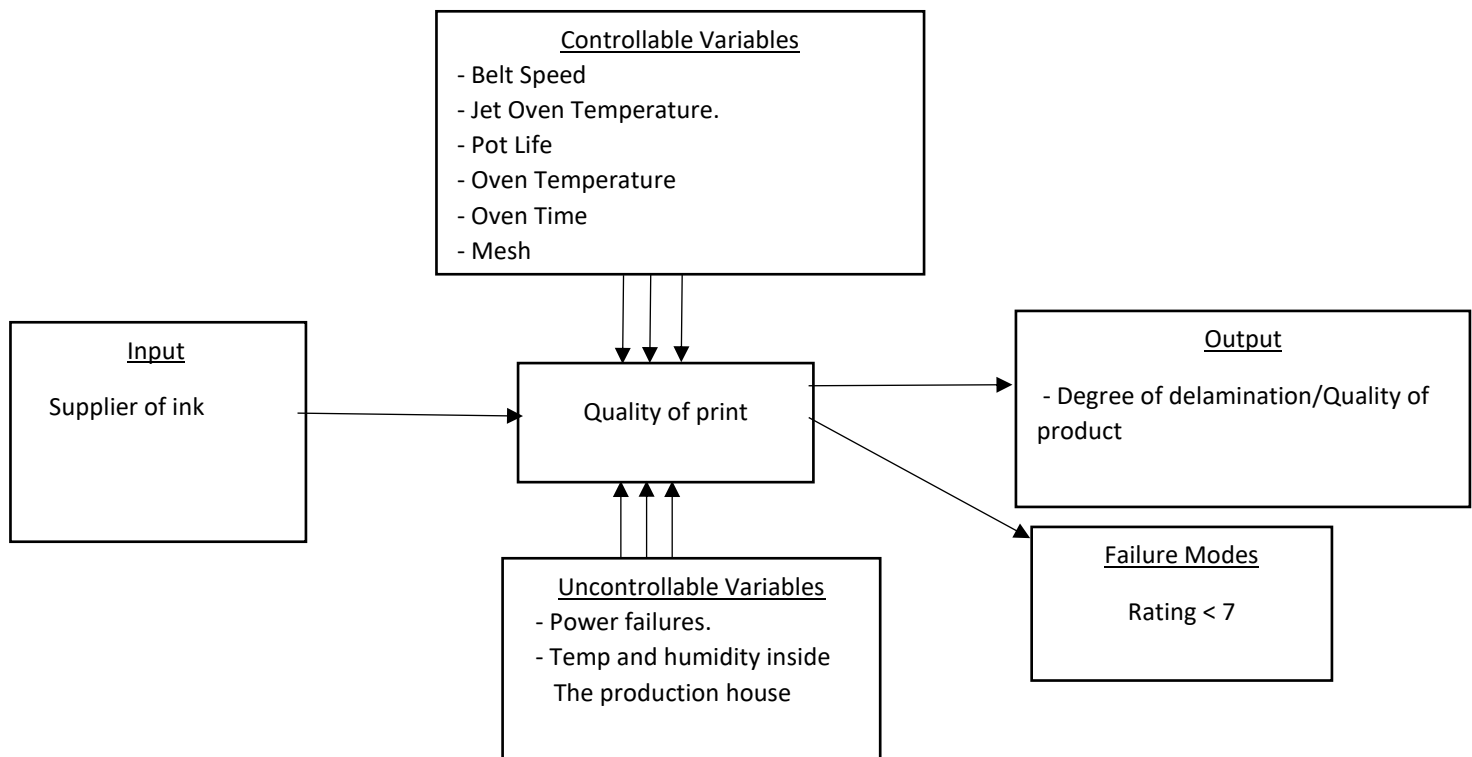 Controllable Variables
- Belt Speed
- Jet Oven Temperature.
- Pot Life
- Oven Temperature
- Oven Time
- Mesh
Input
Supplier of ink
Quality of print
Output
- Degree of delamination/Quality of
product
Uncontrollable Variables
- Power failures.
- Temp and humidity inside
The production house
Failure Modes
Rating < 7